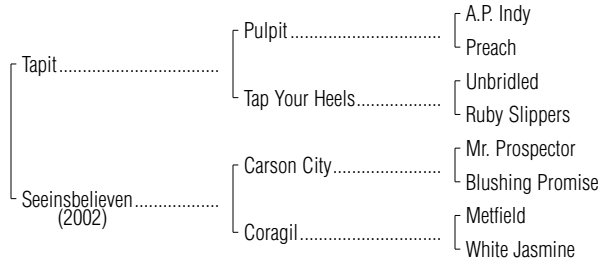 A.P. Indy
Pulpit..................................
Preach
Tapit....................................
Unbridled
Tap Your Heels...................
Ruby Slippers
Mr. Prospector
Carson City........................
Blushing Promise
Seeinsbelieven...................
(2002)
Metfield
Coragil................................
White Jasmine